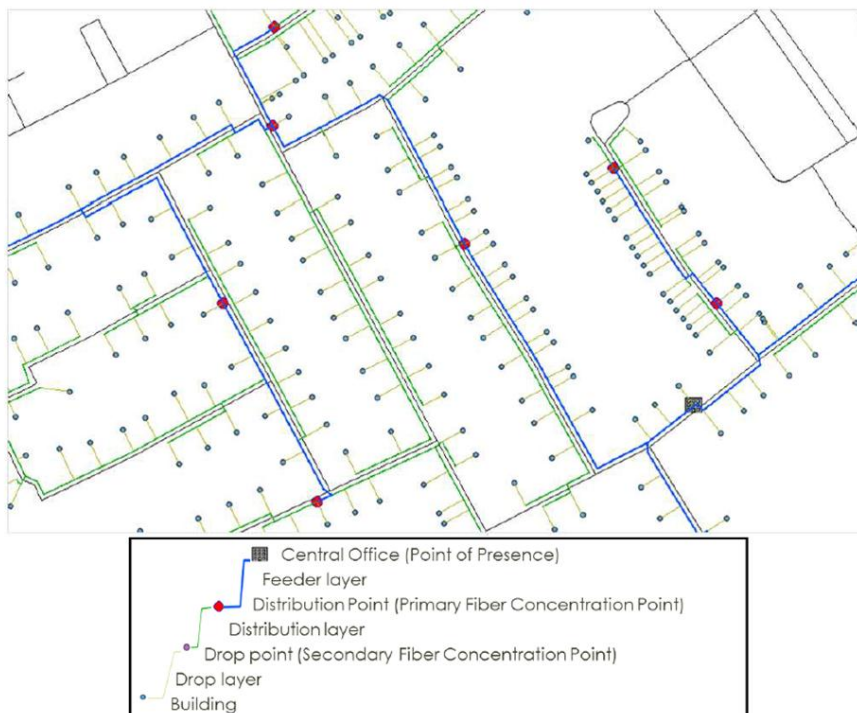 Central Office (Point of Presence)
Feeder layer
Distribution Point (Primary Fiber Concentration Point)
Distribution layer
Drop point (Secondary Fiber Concentration Point)
Drop layer
Building